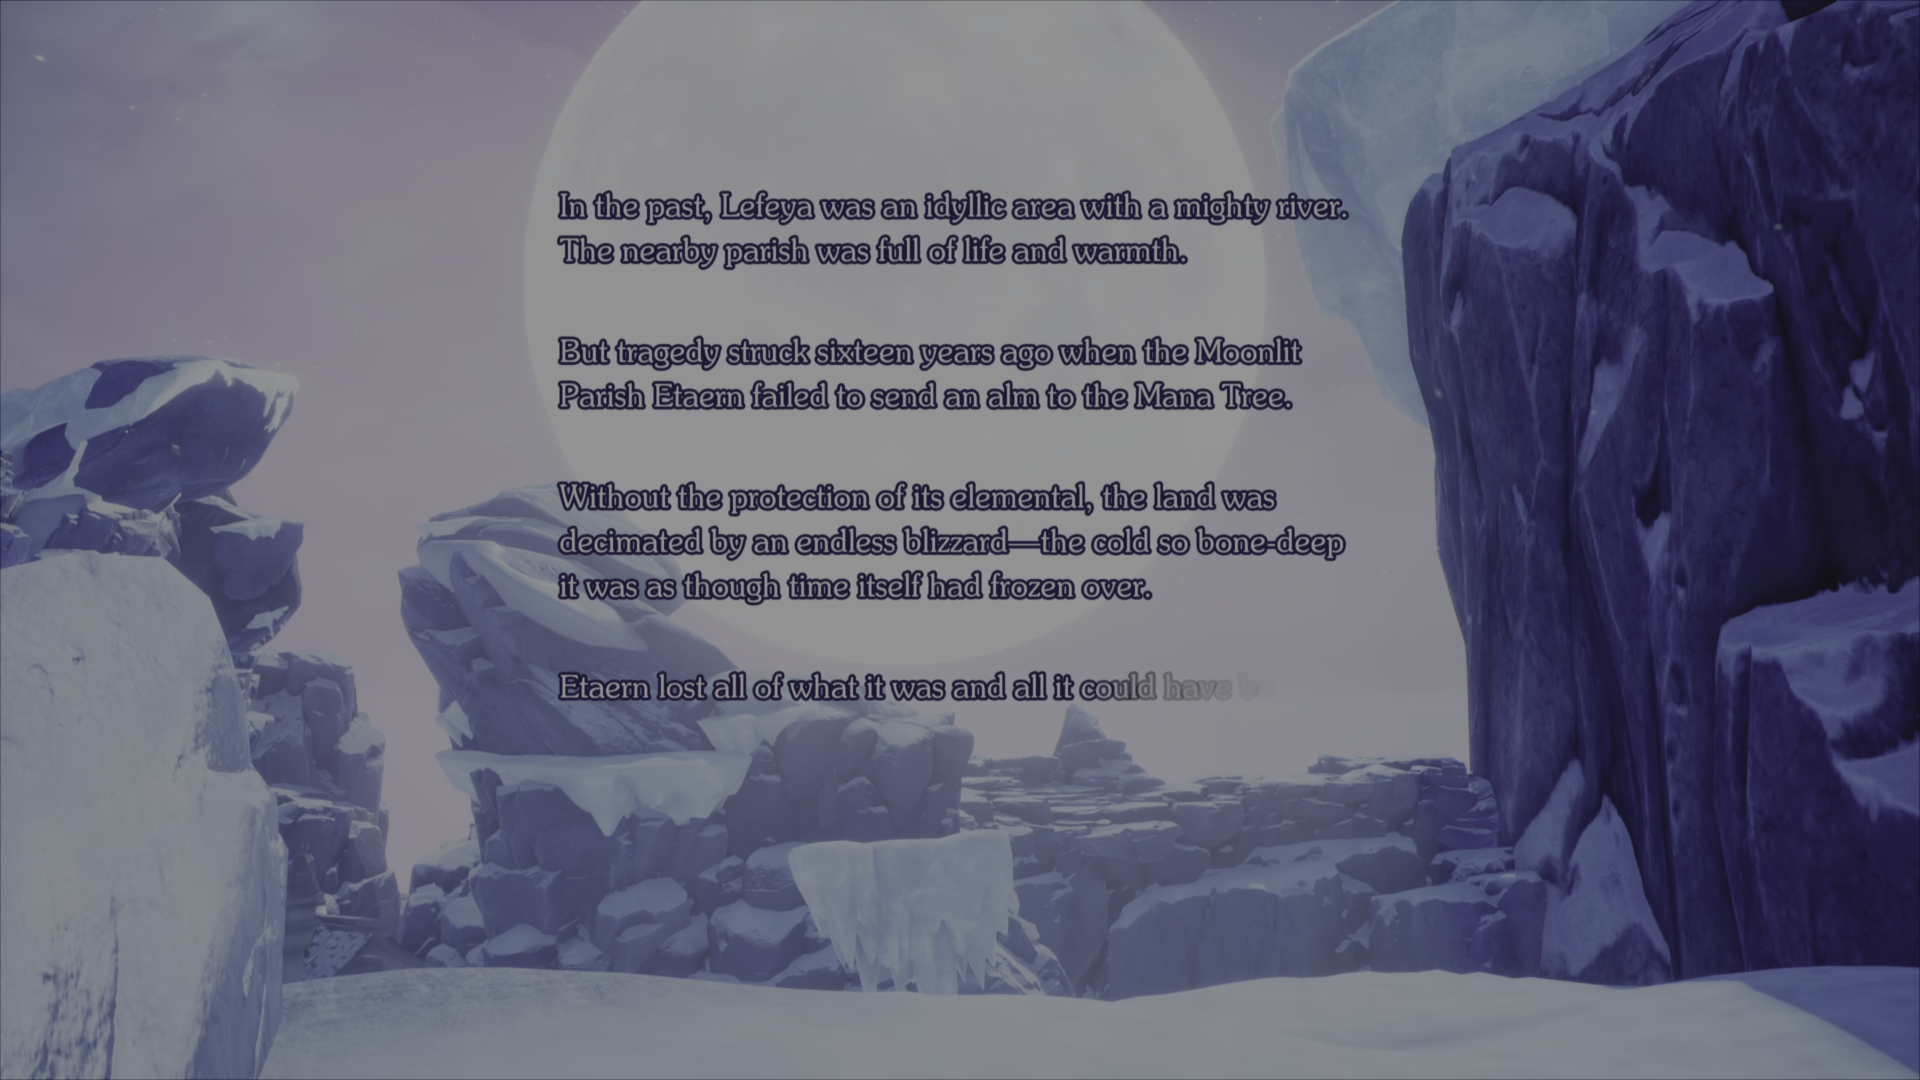 In the past, Lefeya was an idyllic area with a mighty river.
The nearby parish was full of life and warmth.
But tragedy struck sixteen years ago when the Moonlit
Parish Etaern failed to send an alm to the Mana Tree.
Without the protection of its elemental, the land was
decimated by an endless blizzard—the cold so bone-deep
it was as though time itself had frozen over.
Etaern lost all of what it was and all it could have